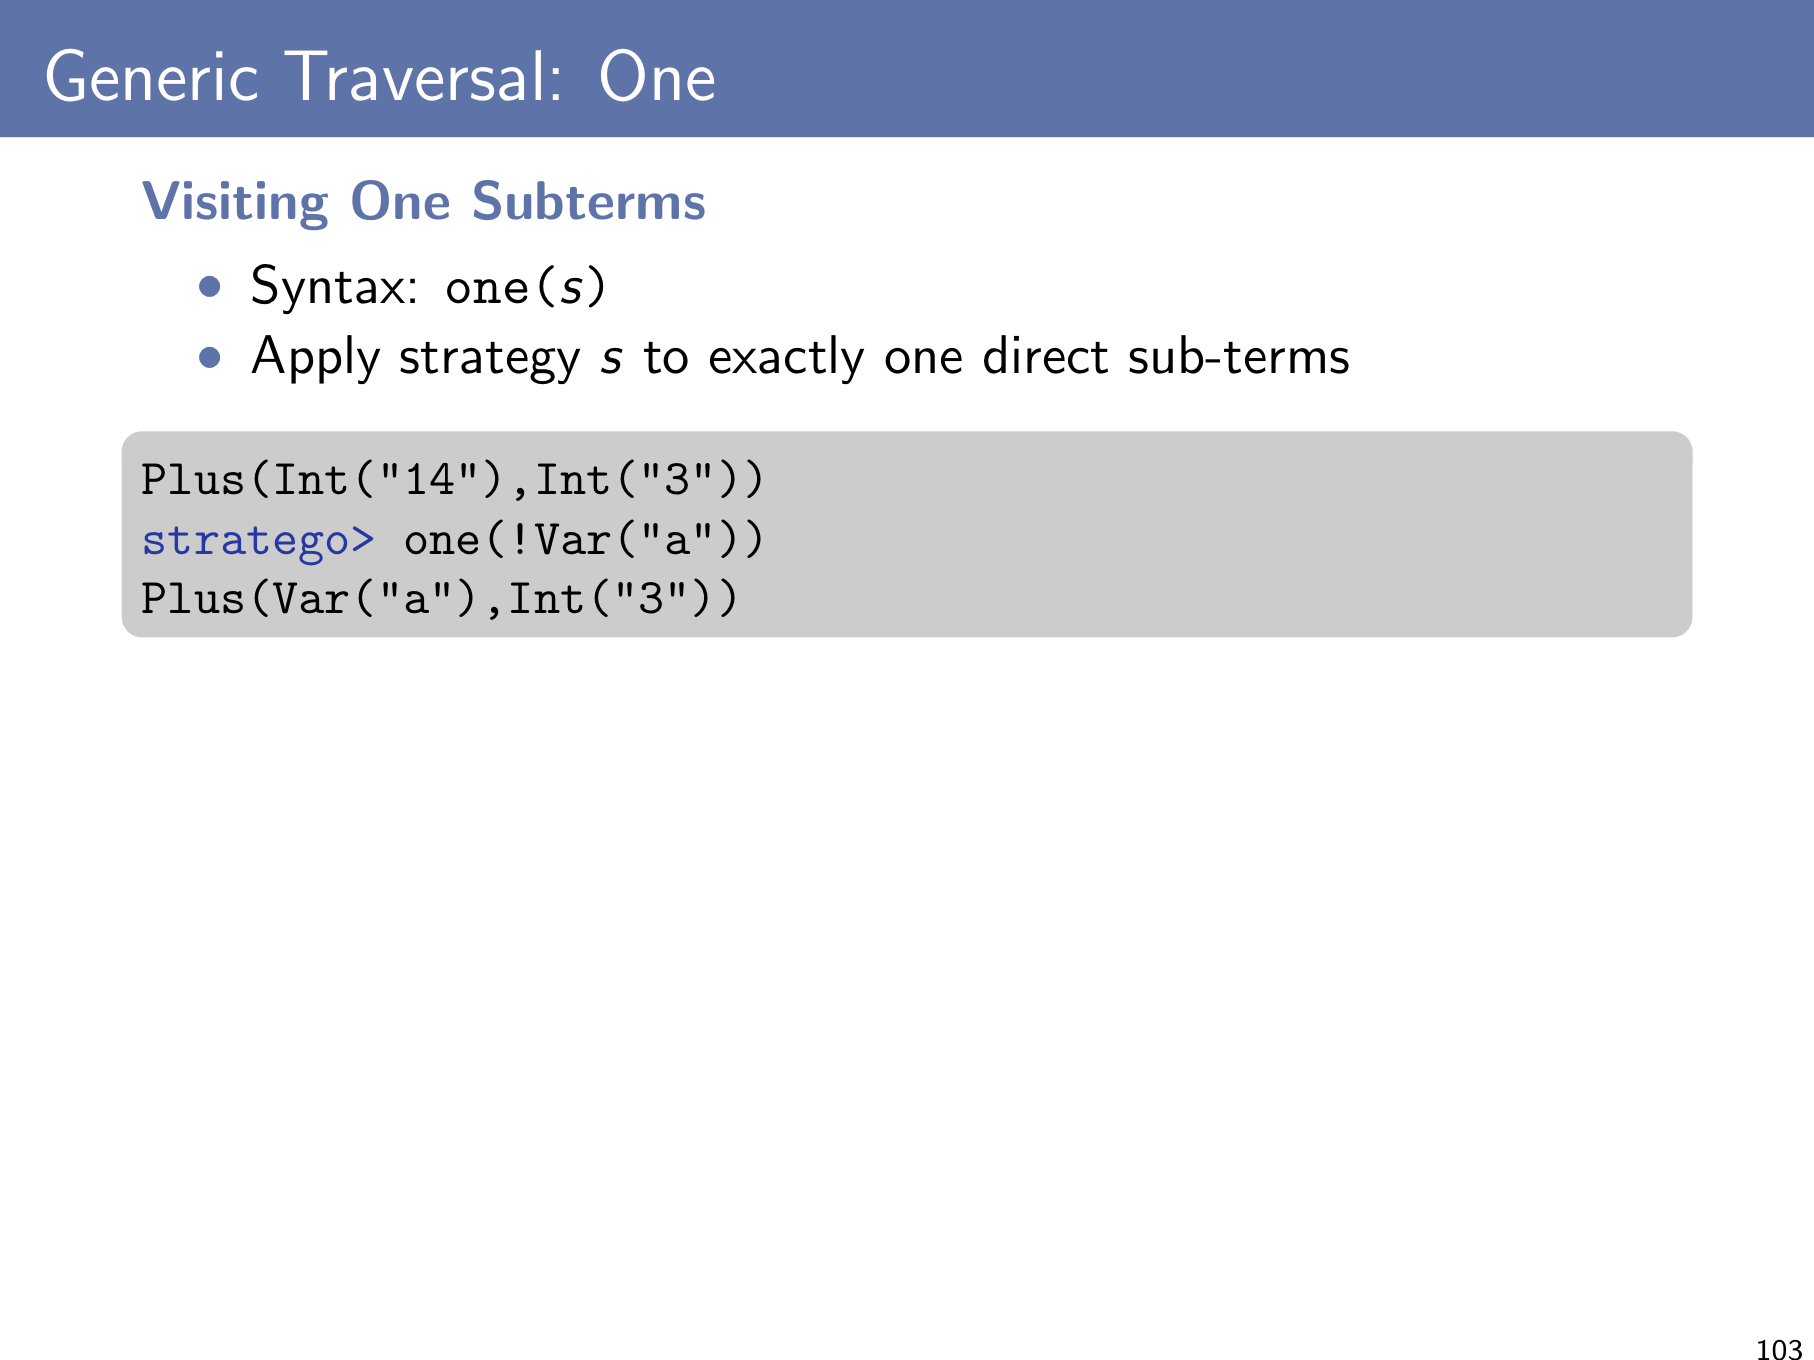 Generic Traversal: One
Visiting One Subterms
• Syntax: one(s)
• Apply strategy s to exactly one direct sub-terms
Plus(Int("14"),Int("3"))
stratego> one(!Var("a"))
Plus(Var("a"),Int("3"))
103